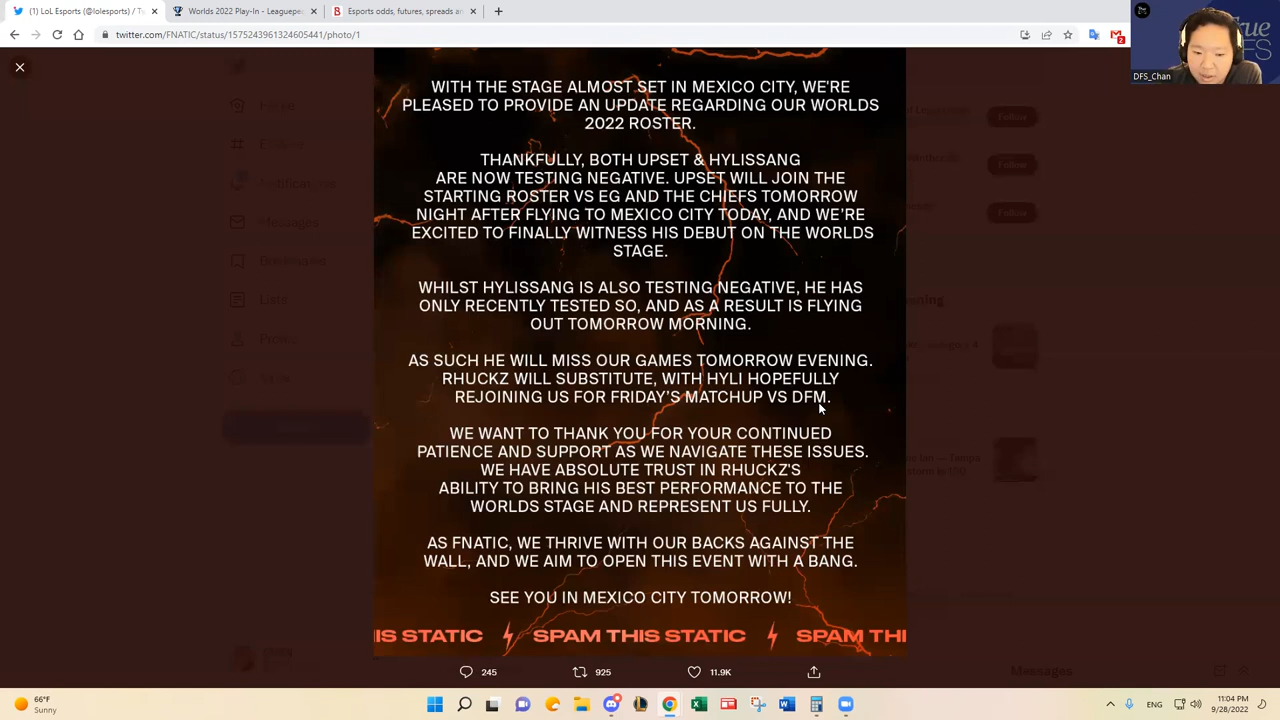 (1) LoL Esports (@lolesports) / T
Worlds 2022 Play-In - Leaguepe
Esports odds, futures, spreads an
twitter.com/FNATIC/status/1575243961324605441/photo/1
2
DFS_Chan
WITH THE STAGE ALMOST SET IN MEXICO CITY, WE'RE
PLEASED TO PROVIDE AN UPDATE REGARDING OUR WORLDS
2022 ROSTER.
THANKFULLY, BOTH UPSET & HYLISSANG
ARE NOW TESTING NEGATIVE. UPSET WILL JOIN THE
STARTING ROSTER VS EG AND THE CHIEFS TOMORROW
NIGHT AFTER FLYING TO MEXICO CITY TODAY, AND WE'RE
EXCITED TO FINALLY WITNESS HIS DEBUT ON THE WORLDS
STAGE.
WHILST HYLISSANG IS ALSO TESTING NEGATIVE, HE HAS
ONLY RECENTLY TESTED SO, AND AS A RESULT IS FLYING
OUT TOMORROW MORNING.
AS SUCH HE WILL MISS OUR GAMES TOMORROW EVENING.
RHUCKZ WILL SUBSTITUTE, WITH HYLI HOPEFULLY
REJOINING US FOR FRIDAY'S MATCHUP VS DFM.
WE WANT TO THANK YOU FOR YOUR CONTINUED
PATIENCE AND SUPPORT AS WE NAVIGATE THESE ISSUES.
WE HAVE ABSOLUTE TRUST IN RHUCKZ'S
ABILITY TO BRING HIS BEST PERFORMANCE TO THE
WORLDS STAGE AND REPRESENT US FULLY.
AS FNATIC, WE THRIVE WITH OUR BACKS AGAINST THE
WALL, AND WE AIM TO OPEN THIS EVENT WITH A BANG.
SEE YOU IN MEXICO CITY TOMORROW!
IS STATIC SPAM THIS STATIC SPAM THI
245 925 11.9K
Notifications
Messages
Bookmarks
Lists
Follow
Follow
Follow
Messages
66°F
Sunny
ENG
11:04 PM
9/28/2022